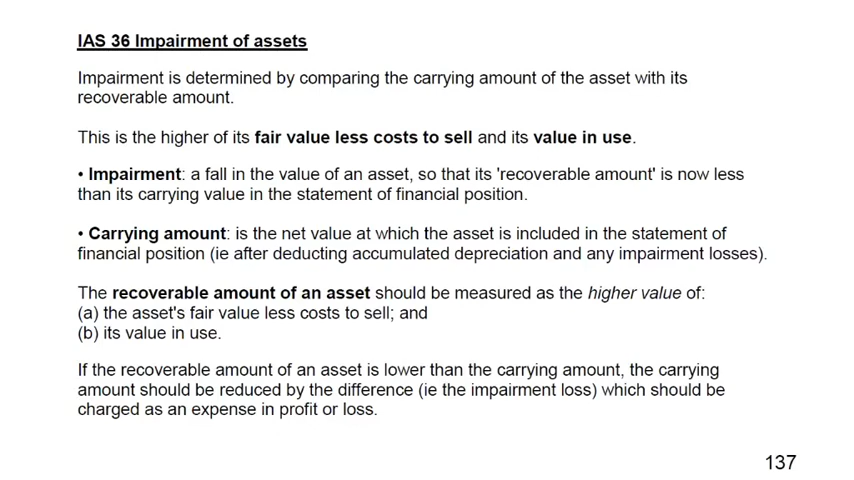 IAS 36 Impairment of assets
Impairment is determined by comparing the carrying amount of the asset with its
recoverable amount.
This is the higher of its fair value less costs to sell and its value in use.
• Impairment: a fall in the value of an asset, so that its 'recoverable amount' is now less
than its carrying value in the statement of financial position.
• Carrying amount: is the net value at which the asset is included in the statement of
financial position (ie after deducting accumulated depreciation and any impairment losses).
The recoverable amount of an asset should be measured as the higher value of:
(a) the asset's fair value less costs to sell; and
(b) its value in use.
If the recoverable amount of an asset is lower than the carrying amount, the carrying
amount should be reduced by the difference (ie the impairment loss) which should be
charged as an expense in profit or loss.
137